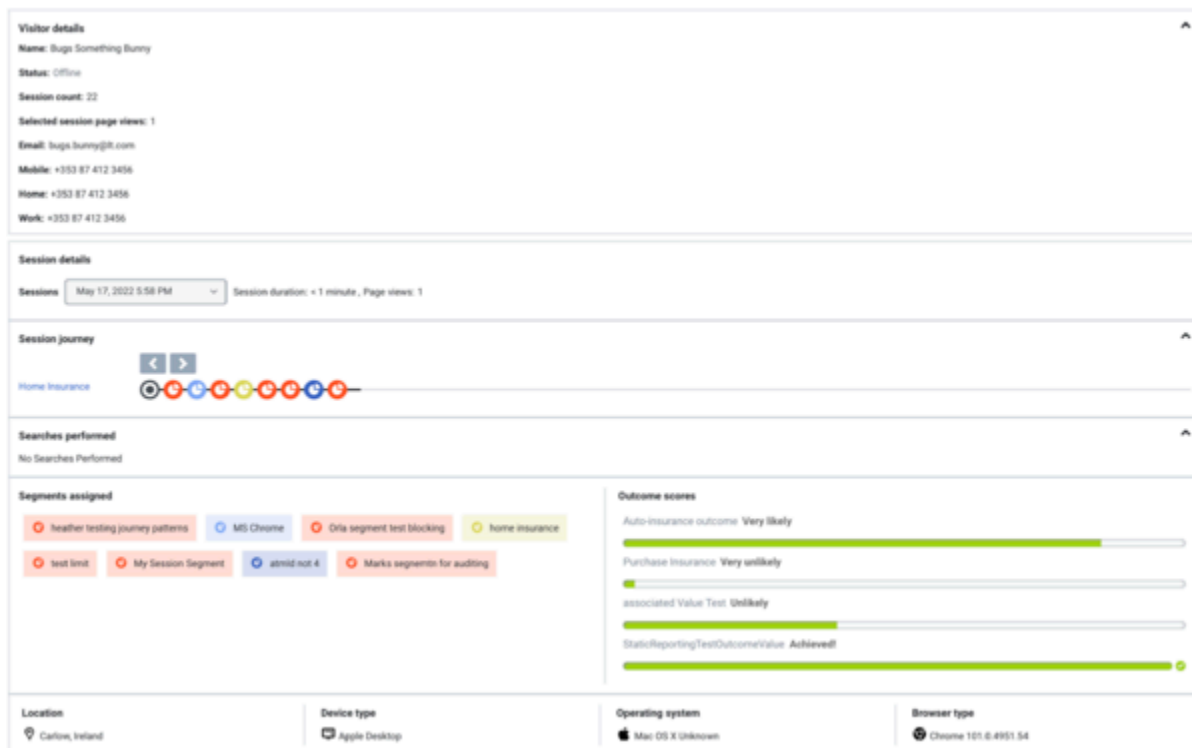 Visitor details
Name: Bugs Something Bunny
Status: Offline
Session count: 22
Selected session page views: 1
Email: bugs.bunny@lt.com
Mobile: +353 87 412 3456
Home: +353 87 412 3456
Work: +353 87 412 3456
Session details
Sessions May 17, 2022 5:58 PM Session duration: < 1 minute , Page views: 1
Session journey
Home Insurance
Searches performed
No Searches Performed
Segments assigned
heather testing journey patterns MS Chrome Orla segment test blocking home insurance
test limit My Session Segment atmid not 4 Marks segnemtn for auditing
Outcome scores
Auto-insurance outcome Very likely
Purchase Insurance Very unlikely
associated Value Test Unlikely
StaticReportingTestOutcomeValue Achieved!
Location Device type Operating system Browser type
Carlow, Ireland Apple Desktop Mac OS X Unknown Chrome 101.0.4951.54